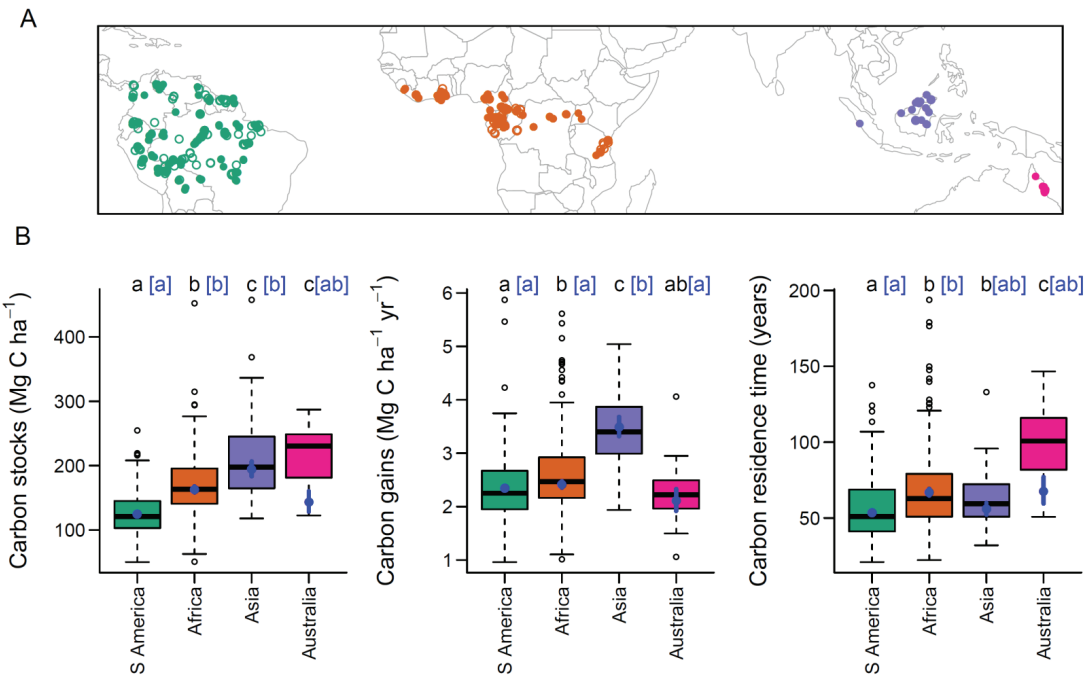 A
B
a [a] b [b] c [b] c[ab]
Carbon stocks (Mg C ha⁻¹)
400
300
200
100
S America
Africa
Asia
Australia
a [a] b [a] c [b] ab[a]
Carbon gains (Mg C ha⁻¹ yr⁻¹)
6
5
4
3
2
1
S America
Africa
Asia
Australia
a [a] b [b] b[ab] c[ab]
Carbon residence time (years)
200
150
100
50
S America
Africa
Asia
Australia